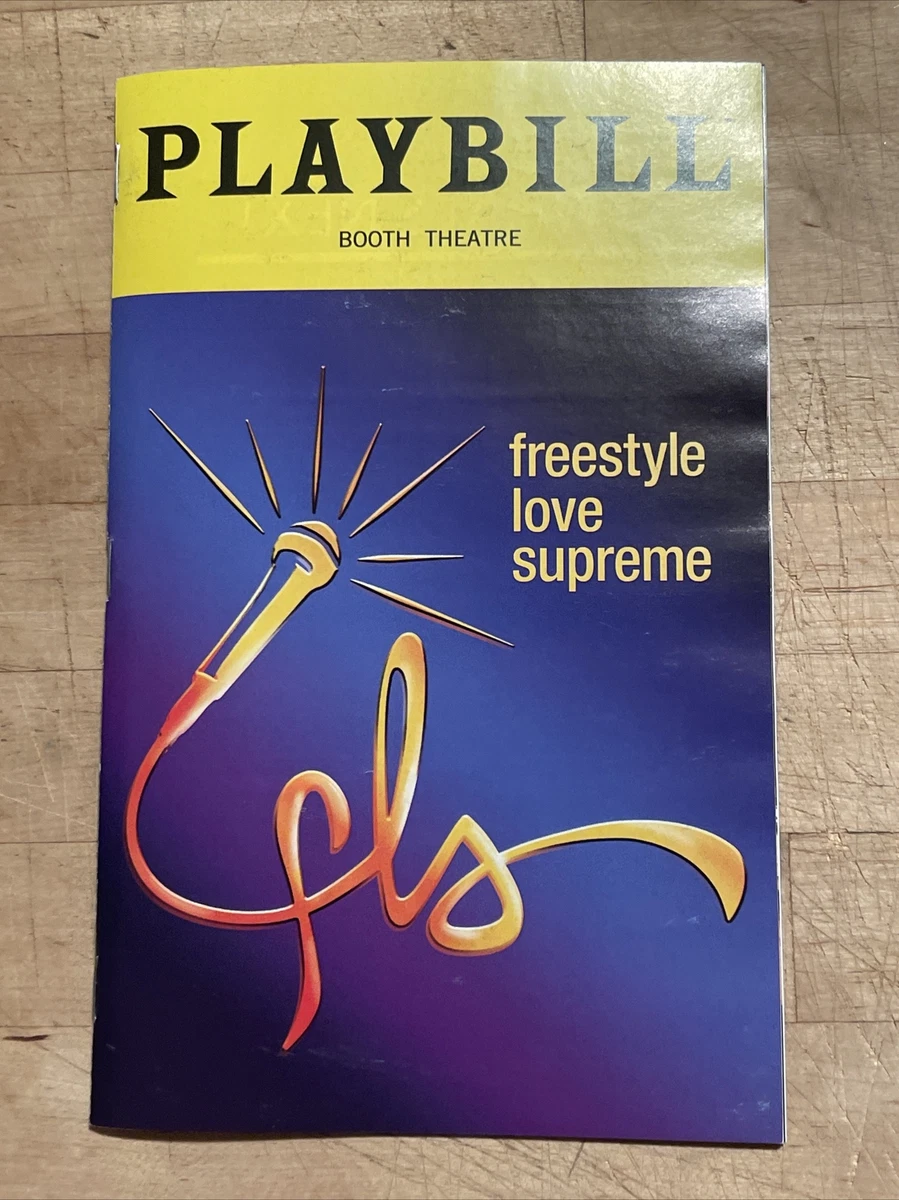 PLAYBILL
BOOTH THEATRE
freestyle
love
supreme
fls